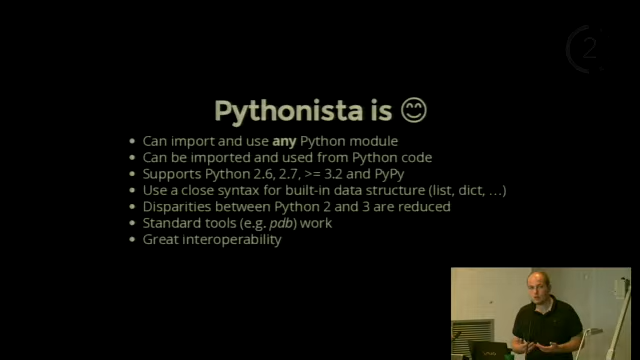 2
Pythonista is 😊
Can import and use any Python module
Can be imported and used from Python code
Supports Python 2.6, 2.7, >= 3.2 and PyPy
Use a close syntax for built-in data structure (list, dict, …)
Disparities between Python 2 and 3 are reduced
Standard tools (e.g. pdb) work
Great interoperability